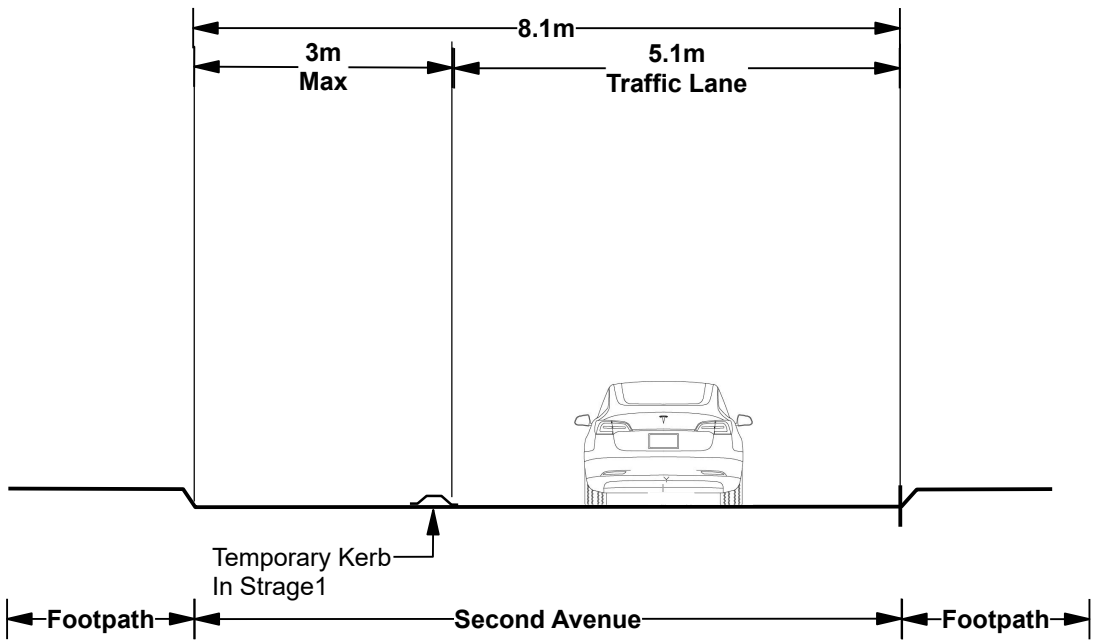 8.1m
3m
Max
5.1m
Traffic Lane
Temporary Kerb
In Strage1
Footpath
Second Avenue
Footpath